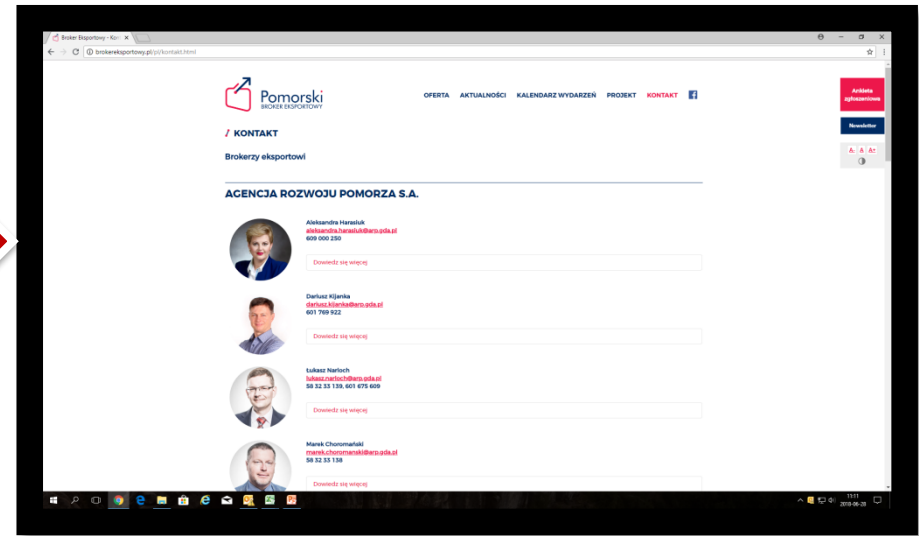 Broker Eksportowy - Kon
brokereksportowy.pl/pl/kontakt.html
Pomorski
BROKER EKSPORTOWY
OFERTA AKTUALNOŚCI KALENDARZ WYDARZEŃ PROJEKT KONTAKT
Ankieta
zgłoszeniowa
Newsletter
A- A A+
/ KONTAKT
Brokerzy eksportowi
AGENCJA ROZWOJU POMORZA S.A.
Aleksandra Harasiuk
aleksandra.harasiuk@arp.gda.pl
609 000 250
Dowiedz się więcej
Dariusz Kijanka
dariusz.kijanka@arp.gda.pl
601 769 922
Dowiedz się więcej
Łukasz Narloch
lukasz.narloch@arp.gda.pl
58 32 33 139, 601 675 609
Dowiedz się więcej
Marek Choromański
marek.choromanski@arp.gda.pl
58 32 33 138
Dowiedz się więcej
11:11
2018-06-28